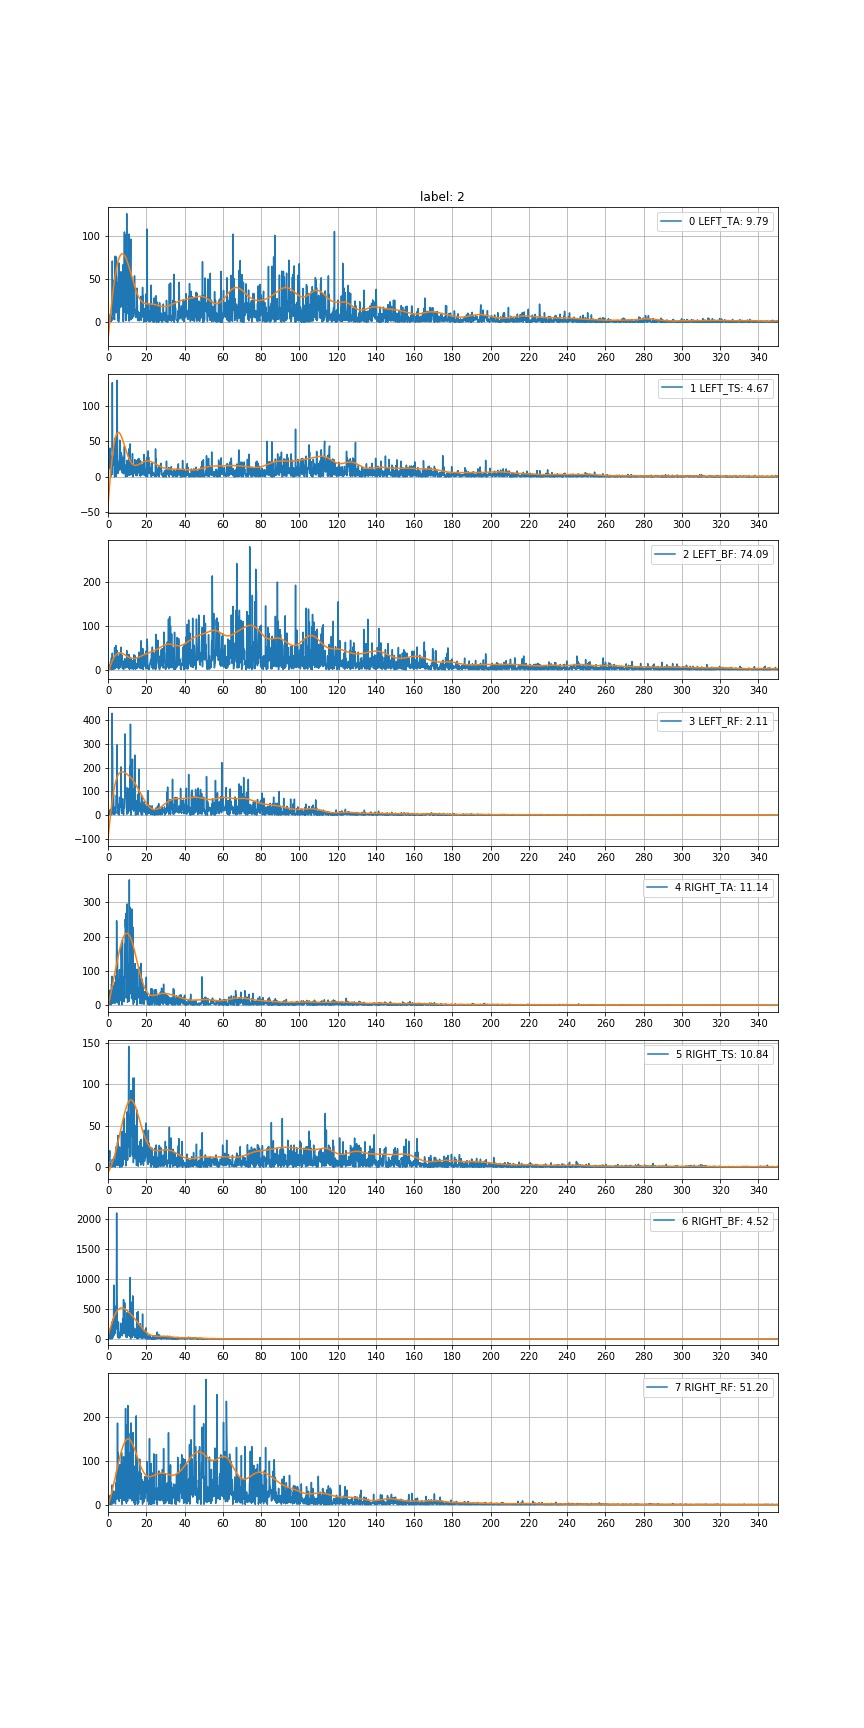 label: 2
0 LEFT_TA: 9.79
100
50
0
0 20 40 60 80 100 120 140 160 180 200 220 240 260 280 300 320 340
1 LEFT_TS: 4.67
100
50
0
−50
0 20 40 60 80 100 120 140 160 180 200 220 240 260 280 300 320 340
2 LEFT_BF: 74.09
200
100
0
0 20 40 60 80 100 120 140 160 180 200 220 240 260 280 300 320 340
3 LEFT_RF: 2.11
400
300
200
100
0
−100
0 20 40 60 80 100 120 140 160 180 200 220 240 260 280 300 320 340
4 RIGHT_TA: 11.14
300
200
100
0
0 20 40 60 80 100 120 140 160 180 200 220 240 260 280 300 320 340
5 RIGHT_TS: 10.84
150
100
50
0
0 20 40 60 80 100 120 140 160 180 200 220 240 260 280 300 320 340
6 RIGHT_BF: 4.52
2000
1500
1000
500
0
0 20 40 60 80 100 120 140 160 180 200 220 240 260 280 300 320 340
7 RIGHT_RF: 51.20
200
100
0
0 20 40 60 80 100 120 140 160 180 200 220 240 260 280 300 320 340